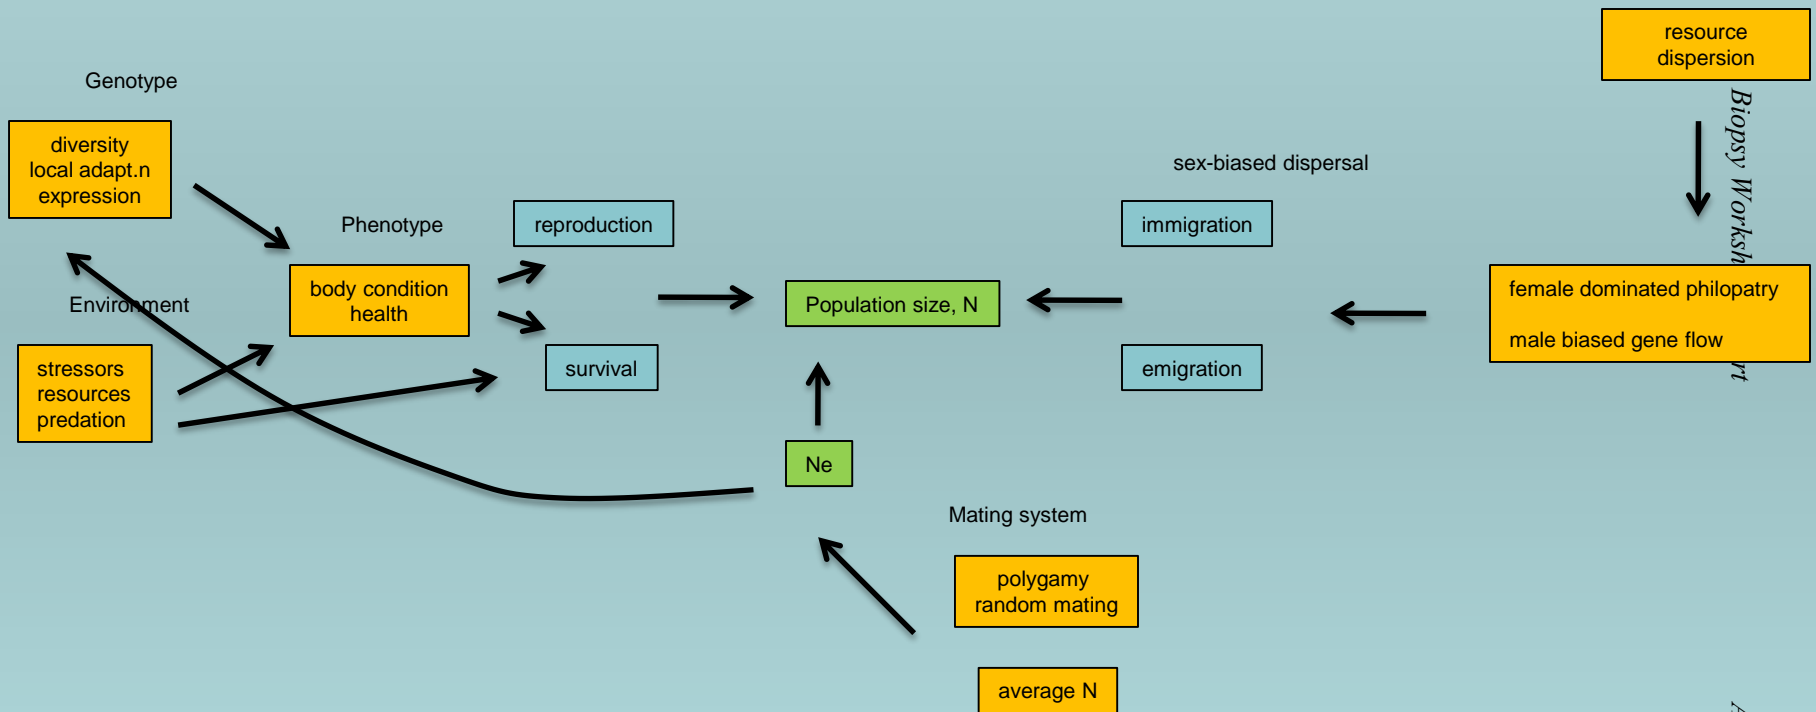 resource
dispersion
Genotype
diversity
local adapt.n
expression
sex-biased dispersal
Phenotype
reproduction
immigration
Environment
body condition
health
Population size, N
female dominated philopatry
male biased gene flow
stressors
resources
predation
survival
emigration
Ne
Mating system
polygamy
random mating
average N
Biopsy